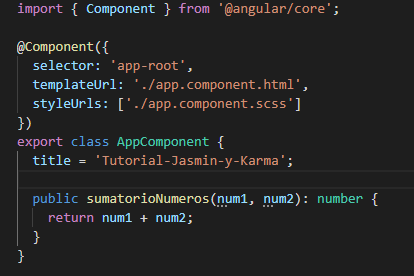 import { Component } from '@angular/core';
@Component({
selector: 'app-root',
templateUrl: './app.component.html',
styleUrls: ['./app.component.scss']
})
export class AppComponent {
title = 'Tutorial-Jasmin-y-Karma';
public sumatorioNumeros(num1, num2): number {
return num1 + num2;
}
}